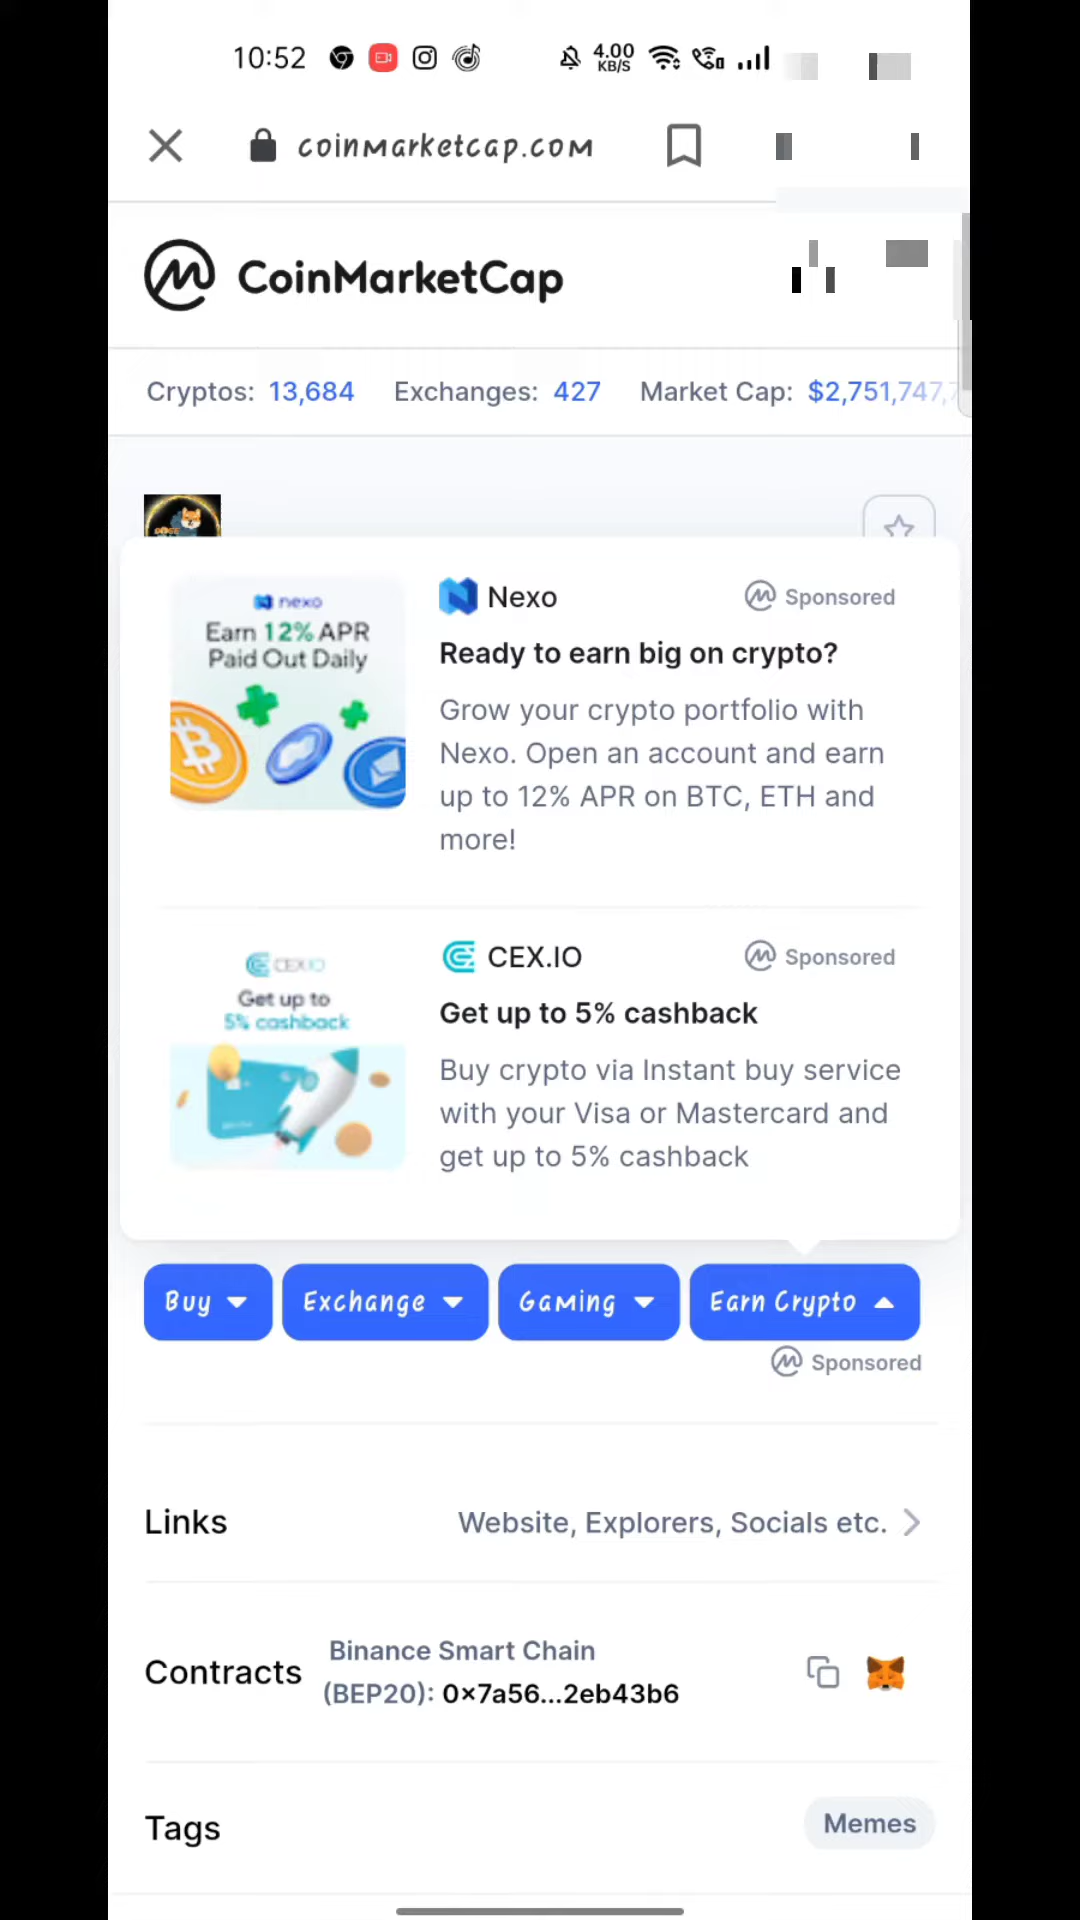 10:52
4.00
KB/S
coinmarketcap.com
CoinMarketCap
Cryptos: 13,684 Exchanges: 427 Market Cap: $2,751,747,7
nexo
Earn 12% APR
Paid Out Daily
Nexo
Sponsored
Ready to earn big on crypto?
Grow your crypto portfolio with
Nexo. Open an account and earn
up to 12% APR on BTC, ETH and
more!
CEX.IO
Get up to
5% cashback
CEX.IO
Sponsored
Get up to 5% cashback
Buy crypto via Instant buy service
with your Visa or Mastercard and
get up to 5% cashback
Buy
Exchange
Gaming
Earn Crypto
Sponsored
Links
Website, Explorers, Socials etc.
Contracts
Binance Smart Chain
(BEP20): 0x7a56...2eb43b6
Tags
Memes